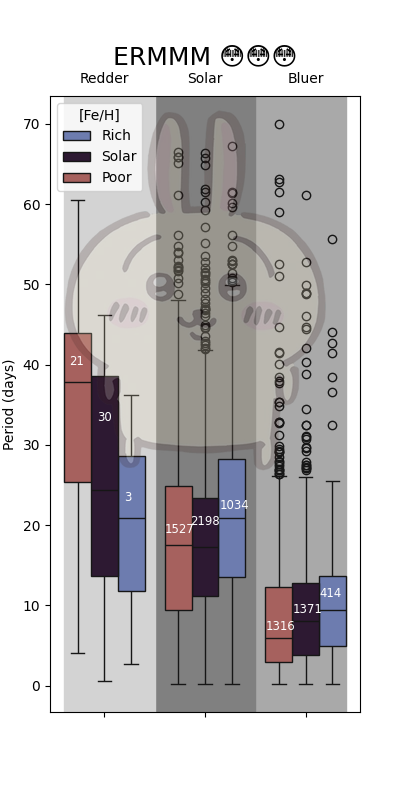 ERMMM 😳😳😳
Redder Solar Bluer
[Fe/H]
Rich
Solar
Poor
Period (days)
70
60
50
40
30
20
10
0
21
30
3
1527
2198
1034
1316
1371
414